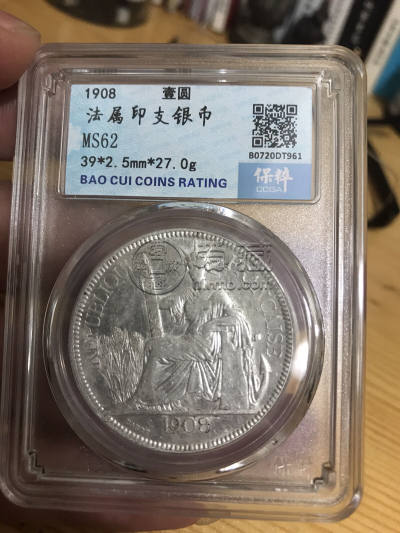 1908 壹圆
法属印支银币
MS62
39*2.5mm*27.0g
BAO CUI COINS RATING
B0720DT961
保粹
CCGA
1908